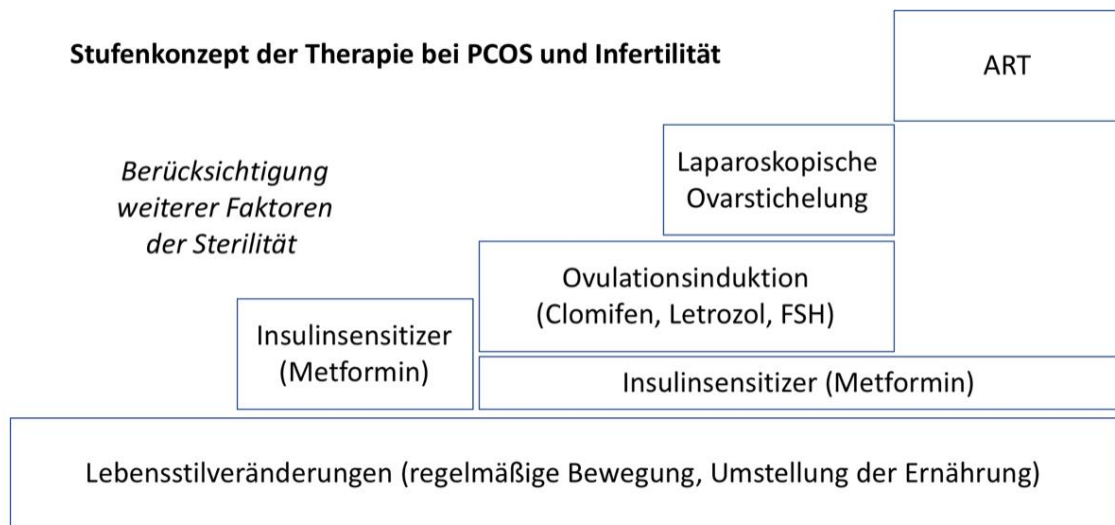 Stufenkonzept der Therapie bei PCOS und Infertilität
ART
Berücksichtigung
weiterer Faktoren
der Sterilität
Laparoskopische
Ovarstichelung
Ovulationsinduktion
(Clomifen, Letrozol, FSH)
Insulinsensitizer
(Metformin)
Insulinsensitizer (Metformin)
Lebensstilveränderungen (regelmäßige Bewegung, Umstellung der Ernährung)